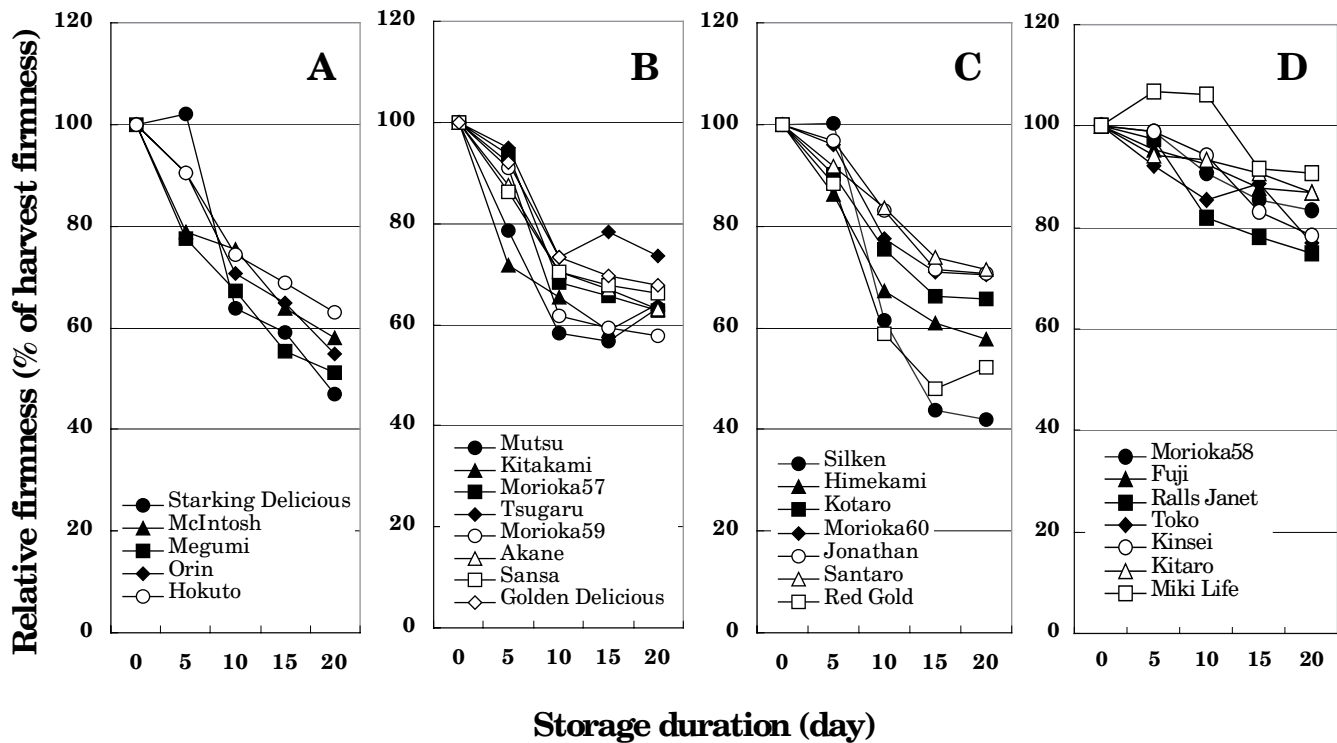 Relative firmness (% of harvest firmness)
A
120
100
80
60
40
20
0
0 5 10 15 20
Starking Delicious
McIntosh
Megumi
Orin
Hokuto
B
120
100
80
60
40
20
0
0 5 10 15 20
Mutsu
Kitakami
Morioka57
Tsugaru
Morioka59
Akane
Sansa
Golden Delicious
C
120
100
80
60
40
20
0
0 5 10 15 20
Silken
Himekami
Kotaro
Morioka60
Jonathan
Santaro
Red Gold
D
120
100
80
60
40
20
0
0 5 10 15 20
Morioka58
Fuji
Ralls Janet
Toko
Kinsei
Kitaro
Miki Life
Storage duration (day)